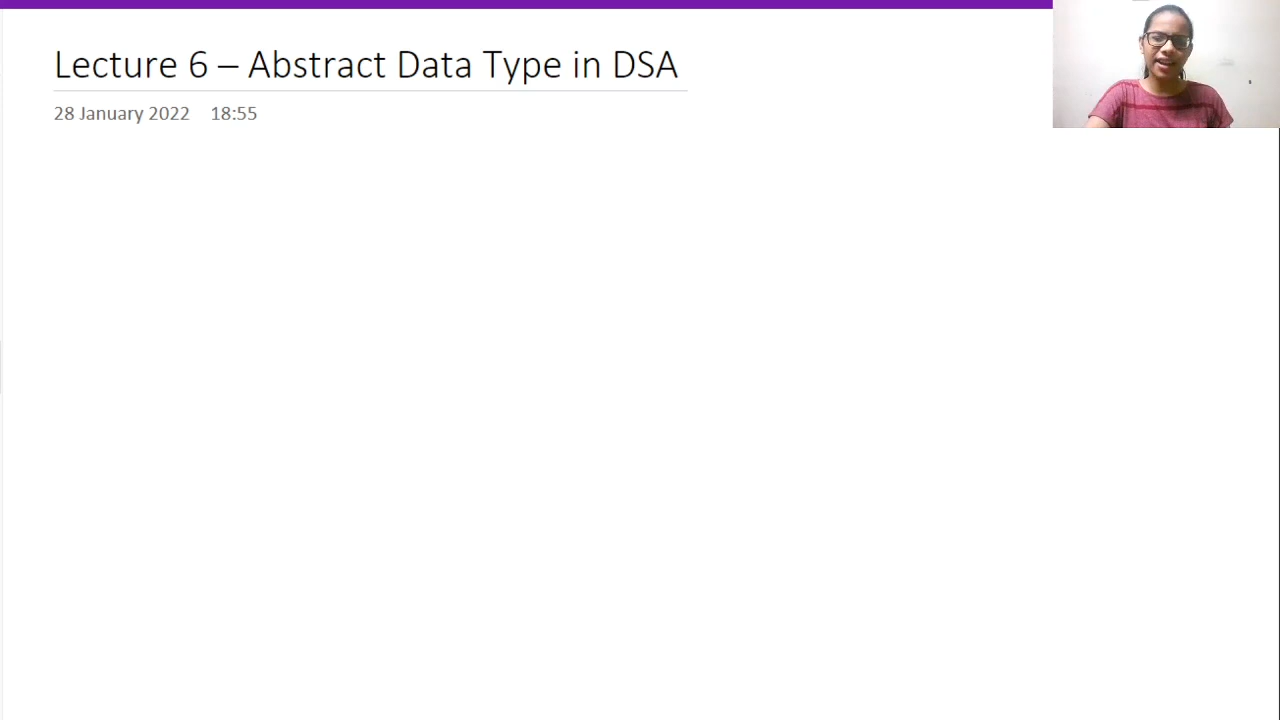 Lecture 6 – Abstract Data Type in DSA
28 January 2022 18:55